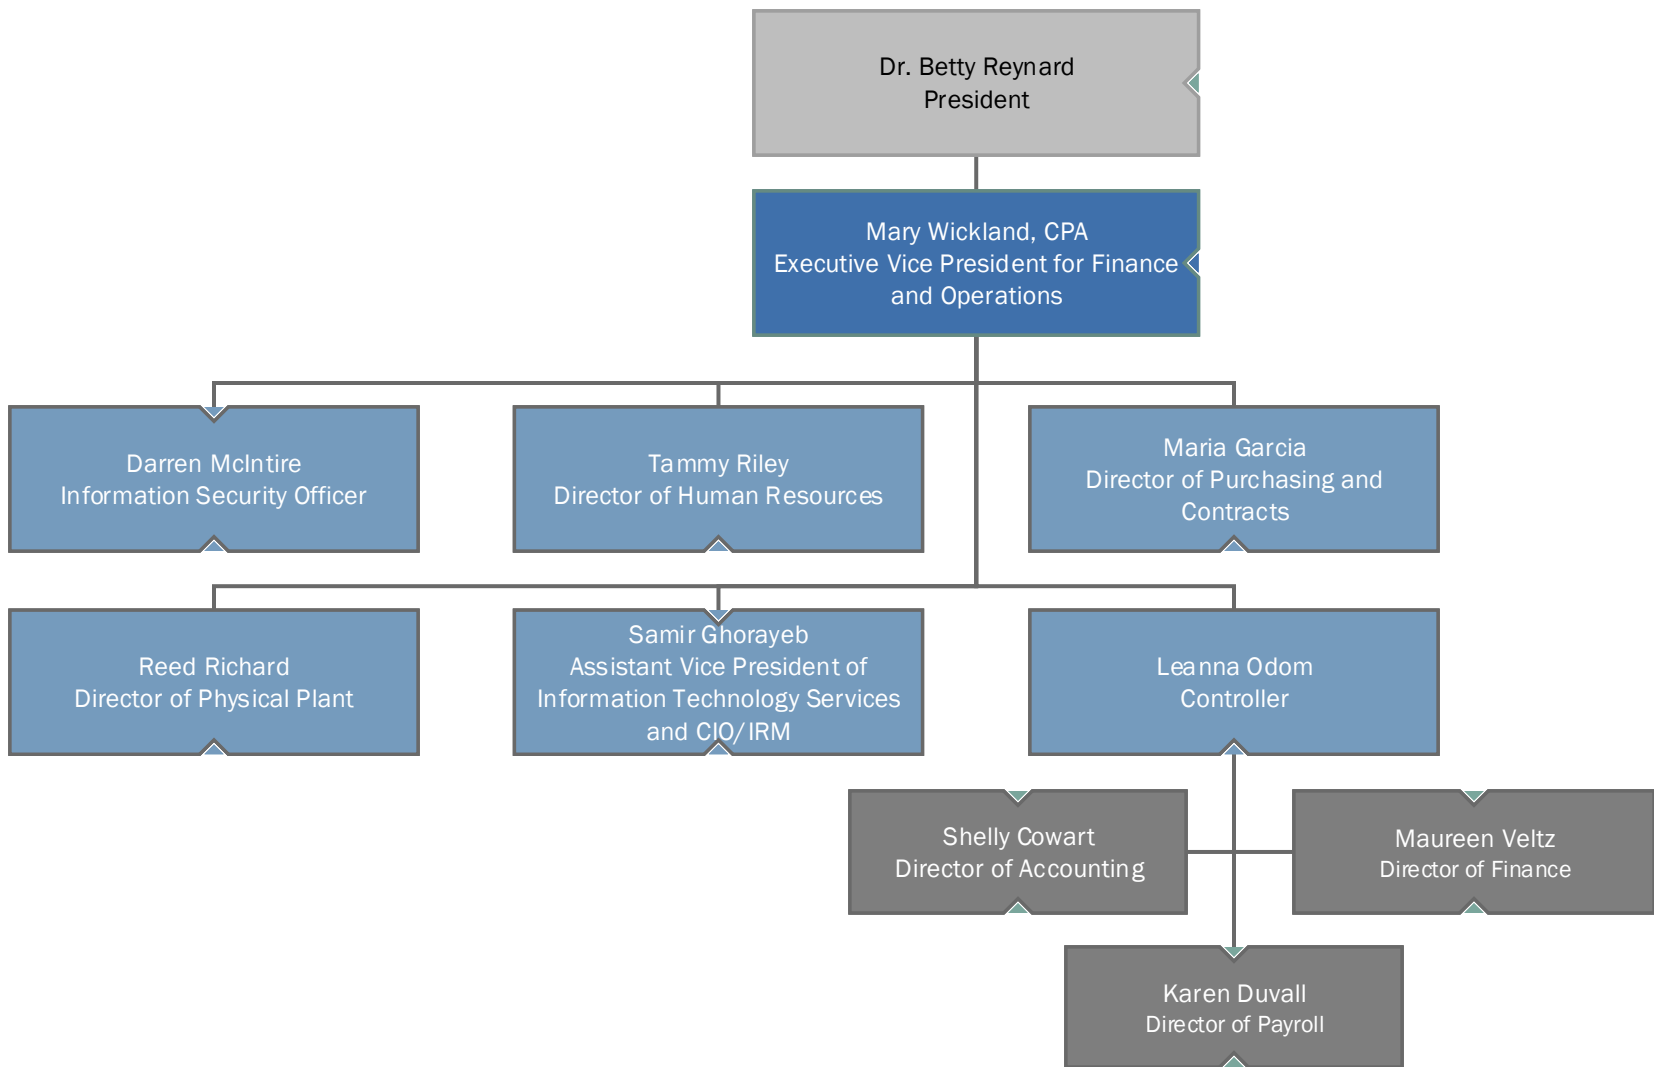 Dr. Betty Reynard
President
Mary Wickland, CPA
Executive Vice President for Finance
and Operations
Darren McIntire
Information Security Officer
Tammy Riley
Director of Human Resources
Maria Garcia
Director of Purchasing and
Contracts
Reed Richard
Director of Physical Plant
Samir Ghorayeb
Assistant Vice President of
Information Technology Services
and CIO/IRM
Leanna Odom
Controller
Shelly Cowart
Director of Accounting
Maureen Veltz
Director of Finance
Karen Duvall
Director of Payroll